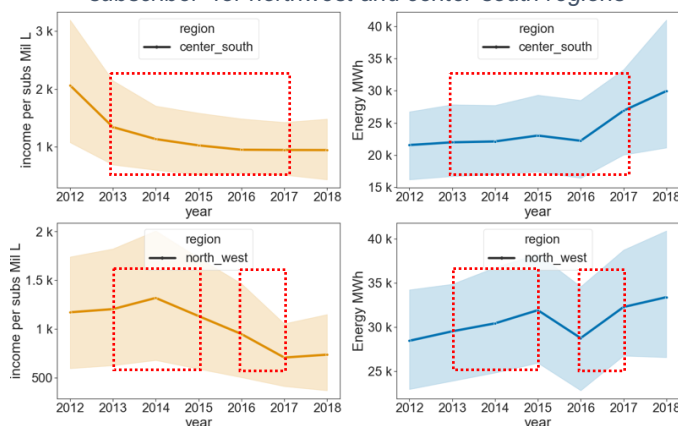 subscriber for northwest and center-south regions
income per subs Mil L
3 k
2 k
1 k
region
center_south
2012 2013 2014 2015 2016 2017 2018
year
Energy MWh
40 k
35 k
30 k
25 k
20 k
15 k
region
center_south
2012 2013 2014 2015 2016 2017 2018
year
income per subs Mil L
2 k
1.5 k
1 k
500
region
north_west
2012 2013 2014 2015 2016 2017 2018
year
Energy MWh
40 k
35 k
30 k
25 k
region
north_west
2012 2013 2014 2015 2016 2017 2018
year